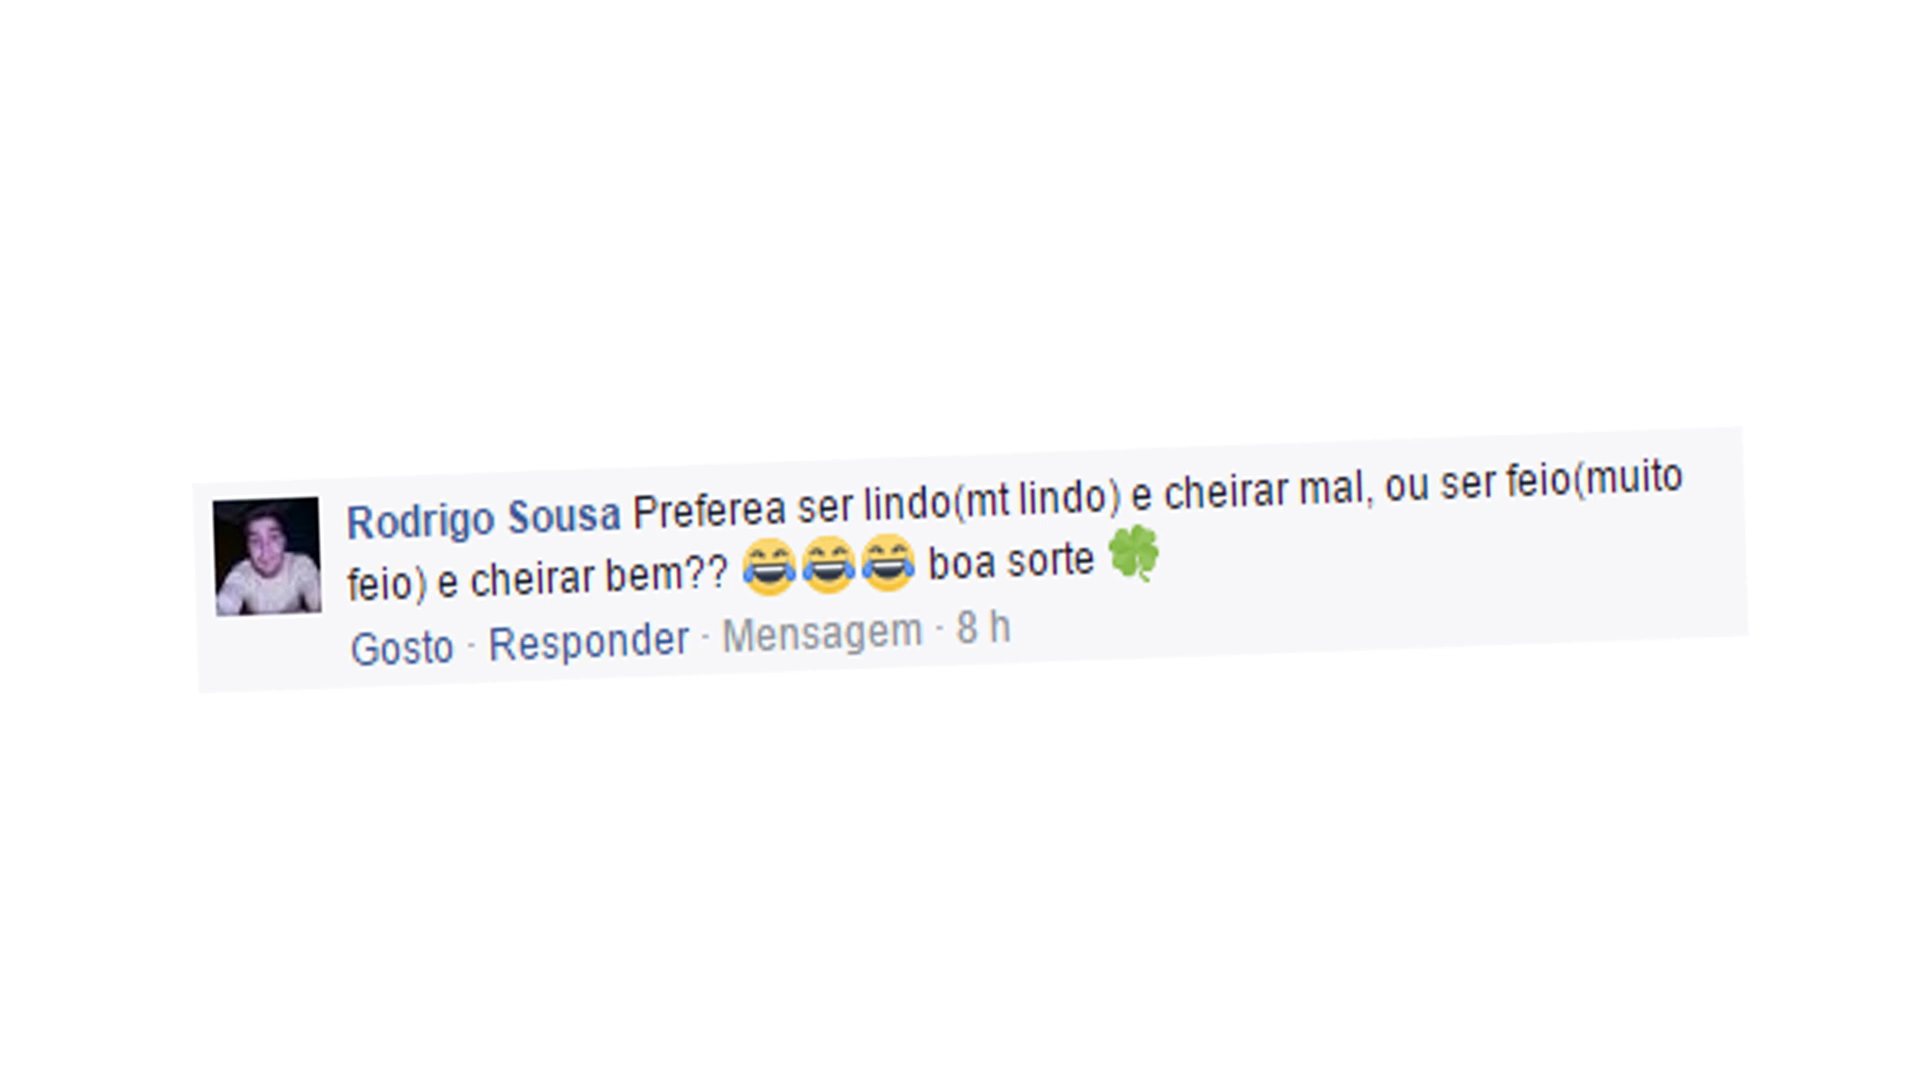 Rodrigo Sousa Preferea ser lindo(mt lindo) e cheirar mal, ou ser feio(muito
feio) e cheirar bem?? 😂😂😂 boa sorte 🍀
Gosto · Responder · Mensagem · 8 h